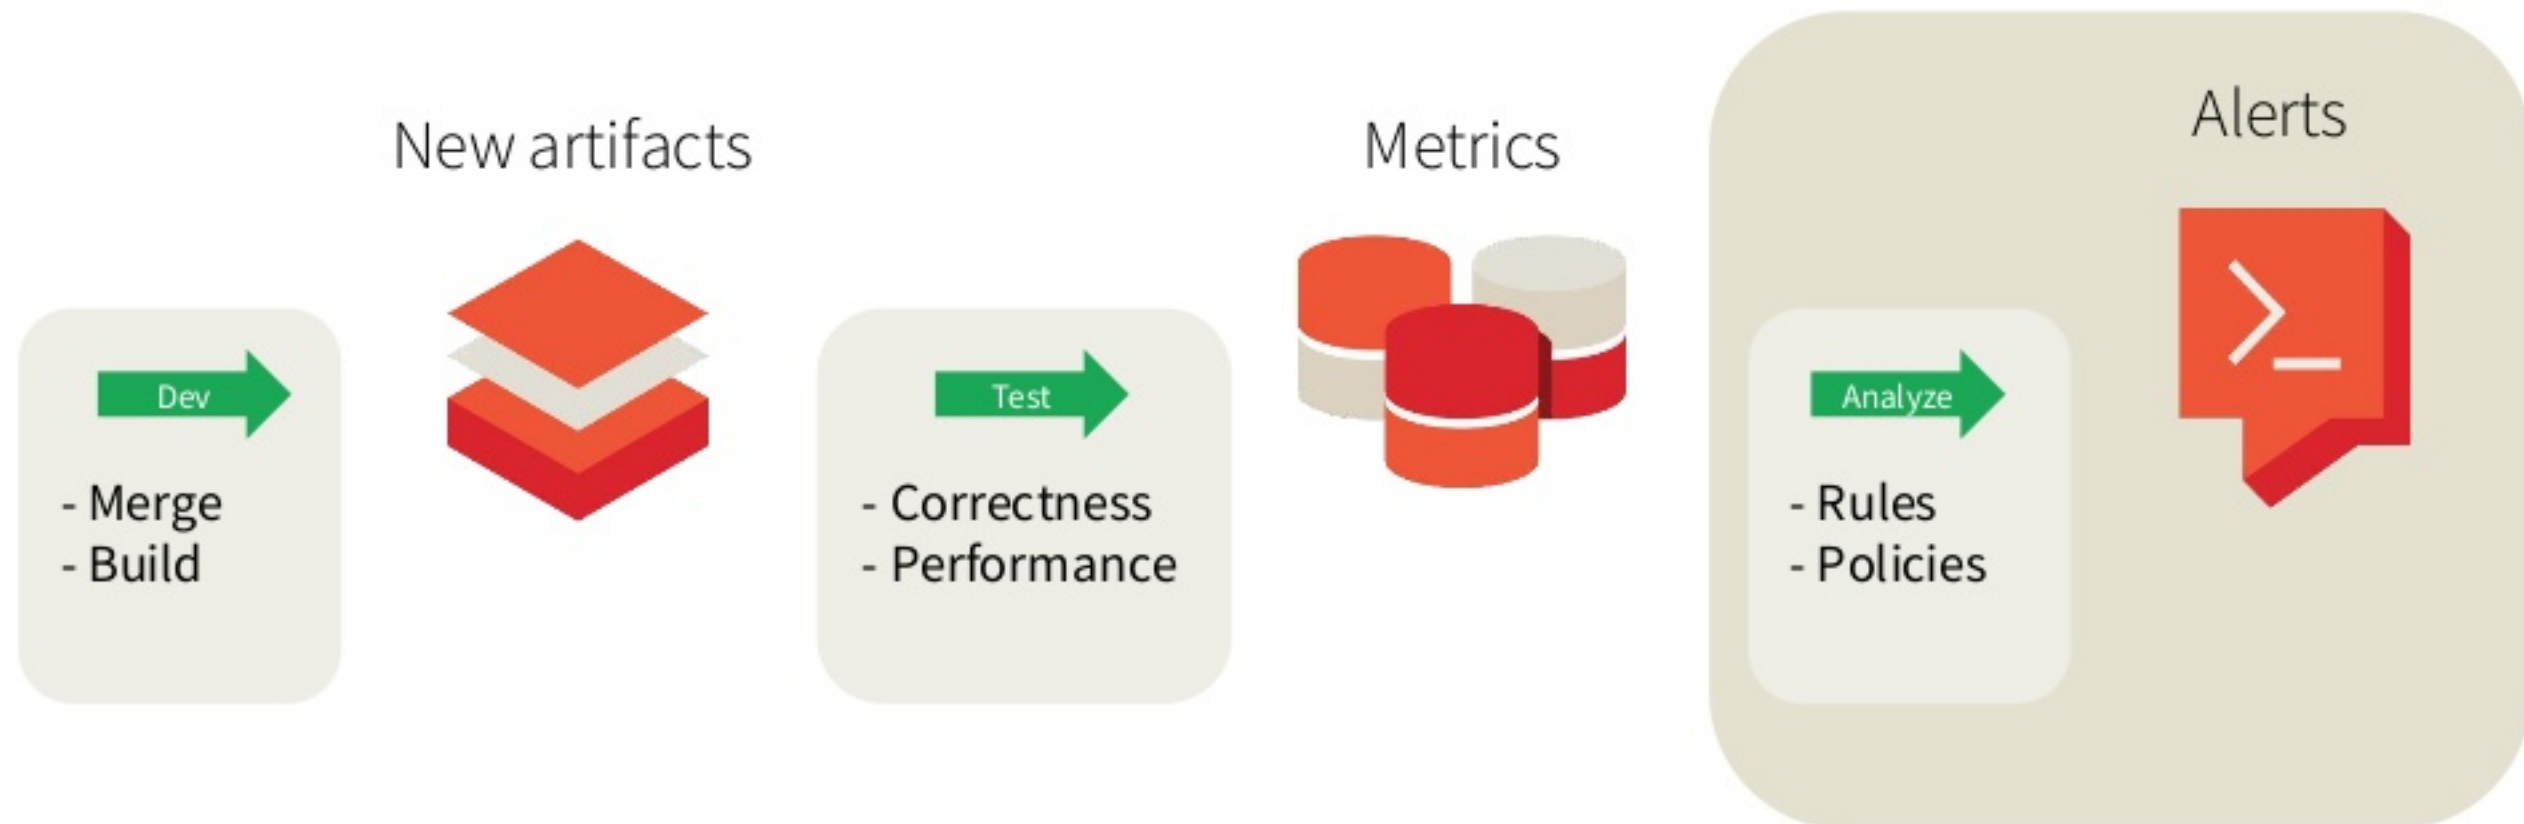 New artifacts
Metrics
Alerts
Dev
- Merge
- Build
Test
- Correctness
- Performance
Analyze
- Rules
- Policies
>_